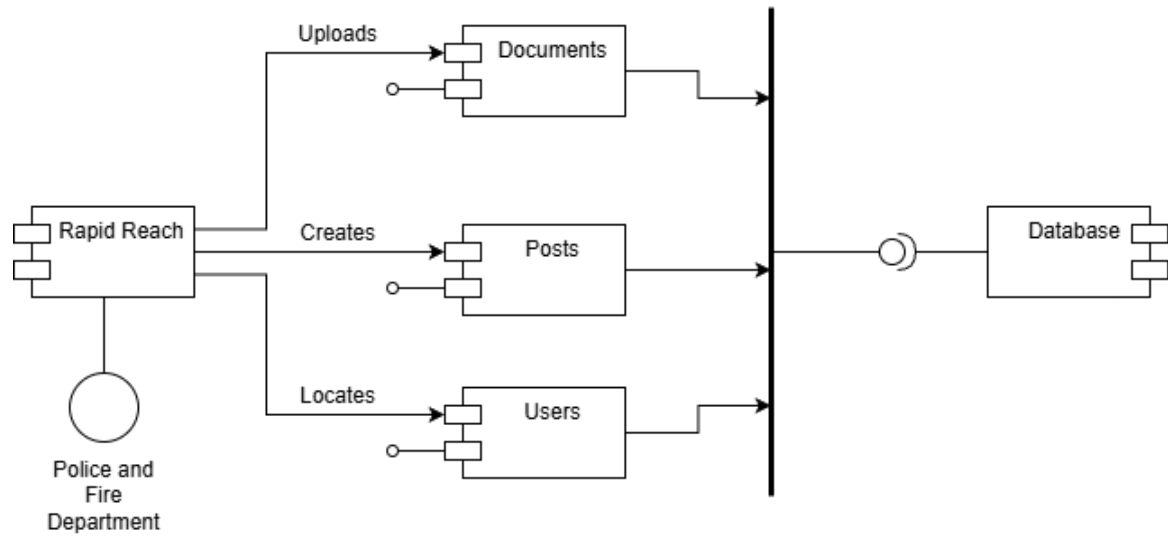 Uploads
Documents
Rapid Reach
Creates
Posts
Database
Locates
Users
Police and
Fire
Department